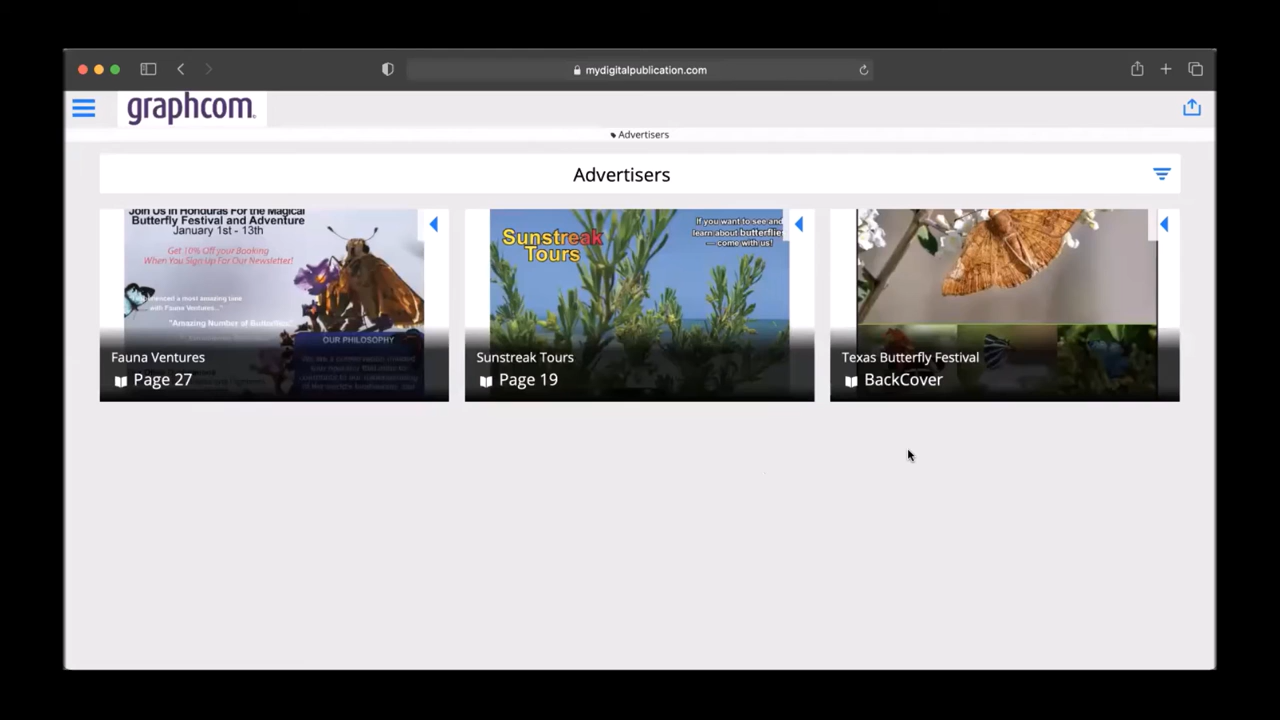 mydigitalpublication.com
graphcom
Advertisers
Advertisers
Join Us in Honduras For the Magical
Butterfly Festival and Adventure
January 1st - 13th
Get 10% Off your Booking
When You Sign Up For Our Newsletter!
with Fauna Ventures..."
"Amazing Number of Butterflies"
OUR PHILOSOPHY
Fauna Ventures
Page 27
Sunstreak
Tours
If you want to see and
learn about butterflies
— come with us!
Sunstreak Tours
Page 19
Texas Butterfly Festival
BackCover